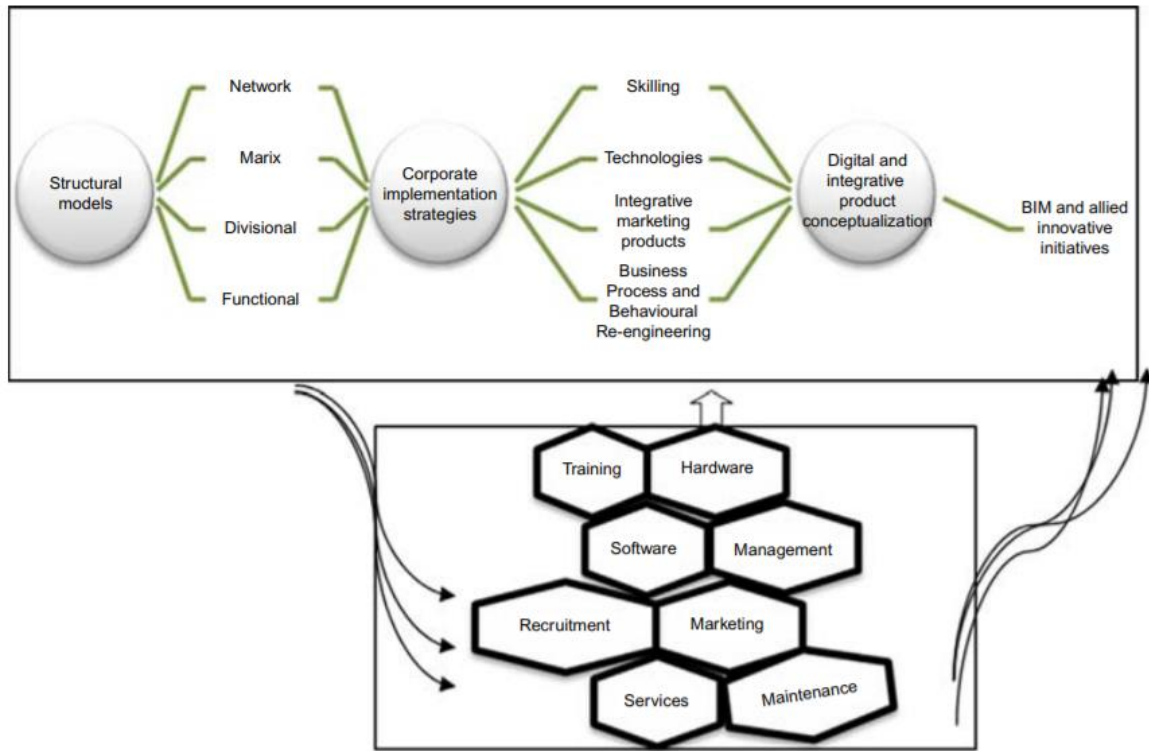 Structural
models
Network
Marix
Divisional
Functional
Corporate
implementation
strategies
Skilling
Technologies
Integrative
marketing
products
Business
Process and
Behavioural
Re-engineering
Digital and
integrative
product
conceptualization
BIM and allied
innovative
initiatives
Training
Hardware
Software
Management
Recruitment
Marketing
Services
Maintenance